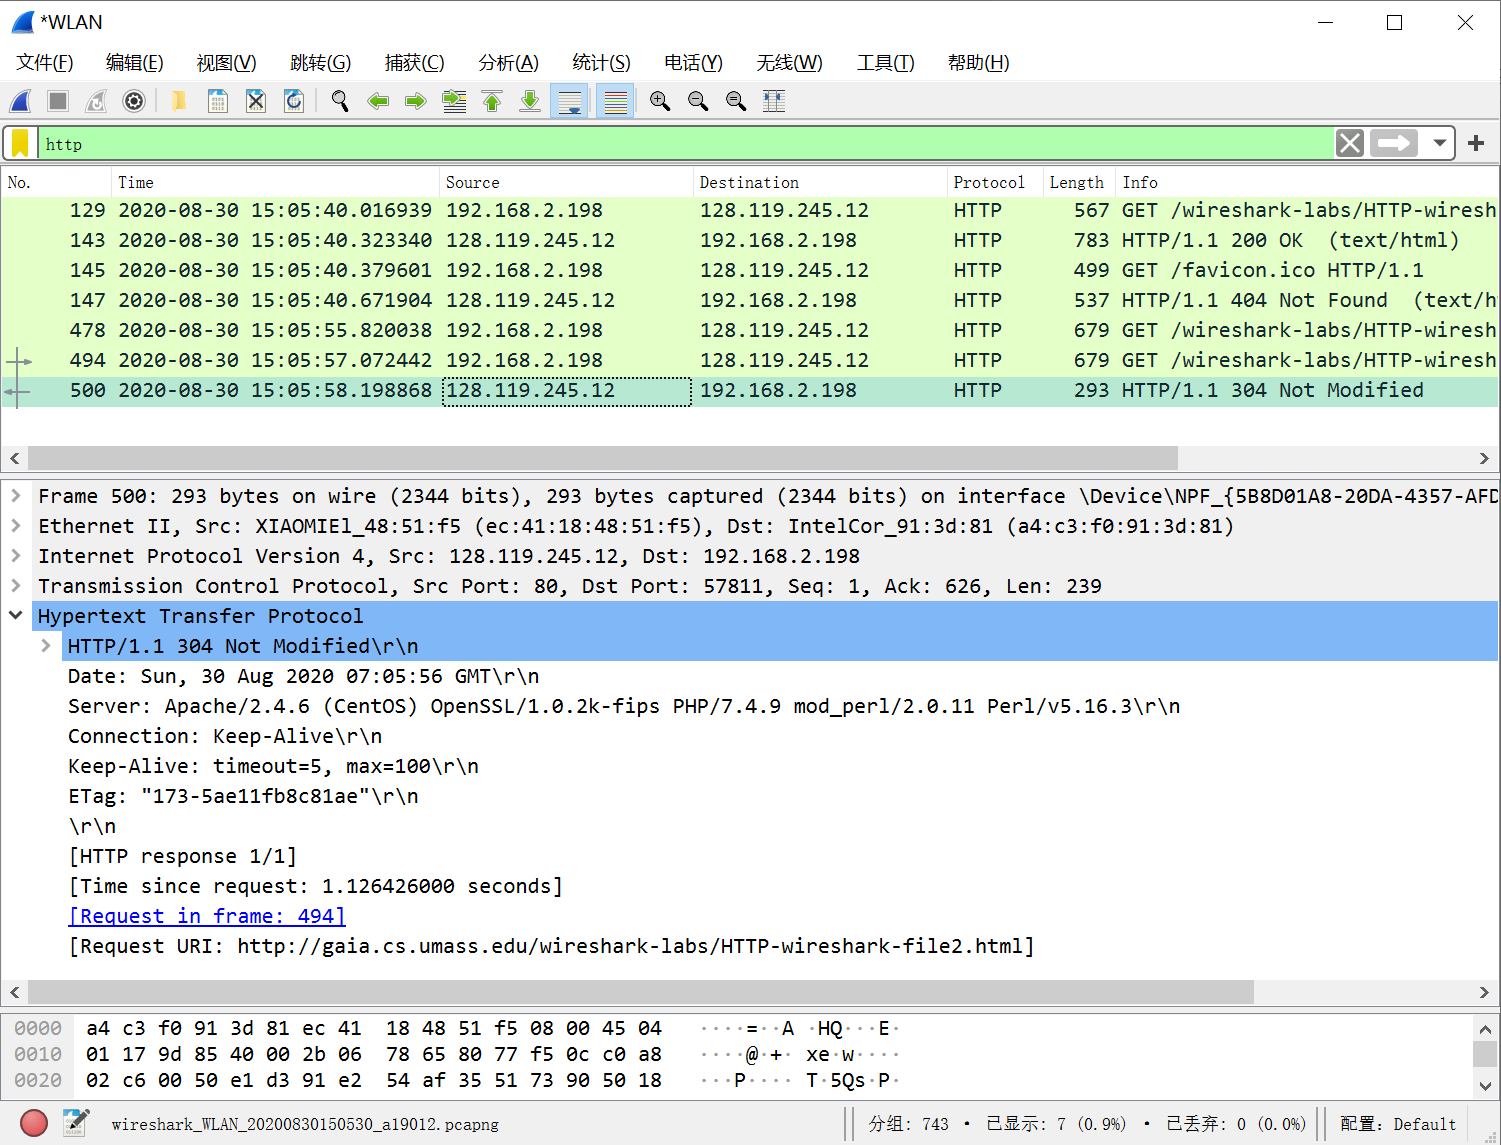 *WLAN
文件(F) 编辑(E) 视图(V) 跳转(G) 捕获(C) 分析(A) 统计(S) 电话(Y) 无线(W) 工具(T) 帮助(H)
http
No. Time Source Destination Protocol Length Info
129 2020-08-30 15:05:40.016939 192.168.2.198 128.119.245.12 HTTP 567 GET /wireshark-labs/HTTP-wiresh
143 2020-08-30 15:05:40.323340 128.119.245.12 192.168.2.198 HTTP 783 HTTP/1.1 200 OK (text/html)
145 2020-08-30 15:05:40.379601 192.168.2.198 128.119.245.12 HTTP 499 GET /favicon.ico HTTP/1.1
147 2020-08-30 15:05:40.671904 128.119.245.12 192.168.2.198 HTTP 537 HTTP/1.1 404 Not Found (text/h
478 2020-08-30 15:05:55.820038 192.168.2.198 128.119.245.12 HTTP 679 GET /wireshark-labs/HTTP-wiresh
494 2020-08-30 15:05:57.072442 192.168.2.198 128.119.245.12 HTTP 679 GET /wireshark-labs/HTTP-wiresh
500 2020-08-30 15:05:58.198868 128.119.245.12 192.168.2.198 HTTP 293 HTTP/1.1 304 Not Modified
Frame 500: 293 bytes on wire (2344 bits), 293 bytes captured (2344 bits) on interface \Device\NPF_{5B8D01A8-20DA-4357-AFD
Ethernet II, Src: XIAOMIEl_48:51:f5 (ec:41:18:48:51:f5), Dst: IntelCor_91:3d:81 (a4:c3:f0:91:3d:81)
Internet Protocol Version 4, Src: 128.119.245.12, Dst: 192.168.2.198
Transmission Control Protocol, Src Port: 80, Dst Port: 57811, Seq: 1, Ack: 626, Len: 239
Hypertext Transfer Protocol
HTTP/1.1 304 Not Modified\r\n
Date: Sun, 30 Aug 2020 07:05:56 GMT\r\n
Server: Apache/2.4.6 (CentOS) OpenSSL/1.0.2k-fips PHP/7.4.9 mod_perl/2.0.11 Perl/v5.16.3\r\n
Connection: Keep-Alive\r\n
Keep-Alive: timeout=5, max=100\r\n
ETag: "173-5ae11fb8c81ae"\r\n
\r\n
[HTTP response 1/1]
[Time since request: 1.126426000 seconds]
[Request in frame: 494]
[Request URI: http://gaia.cs.umass.edu/wireshark-labs/HTTP-wireshark-file2.html]
0000 a4 c3 f0 91 3d 81 ec 41 18 48 51 f5 08 00 45 04 ····=··A ·HQ···E·
0010 01 17 9d 85 40 00 2b 06 78 65 80 77 f5 0c c0 a8 ····@·+· xe·w····
0020 02 c6 00 50 e1 d3 91 e2 54 af 35 51 73 90 50 18 ···P···· T·5Qs·P·
wireshark_WLAN_20200830150530_a19012.pcapng 分组: 743 · 已显示: 7 (0.9%) · 已丢弃: 0 (0.0%) 配置: Default